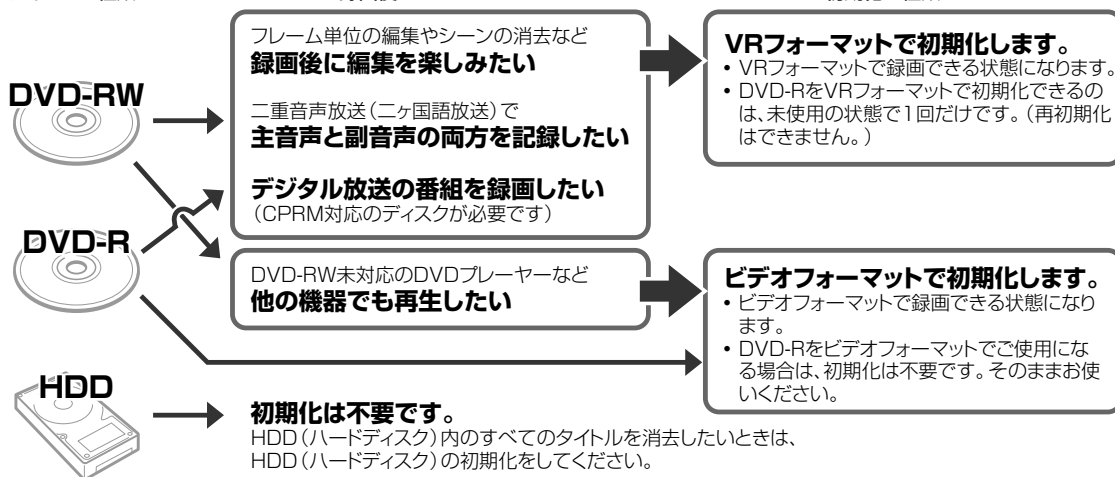 DVD-RW
フレーム単位の編集やシーンの消去など
録画後に編集を楽しみたい
二重音声放送（二ヶ国語放送）で
主音声と副音声の両方を記録したい
デジタル放送の番組を録画したい
（CPRM対応のディスクが必要です）
VRフォーマットで初期化します。
• VRフォーマットで録画できる状態になります。
• DVD-RをVRフォーマットで初期化できるの
は、未使用の状態で1回だけです。（再初期化
はできません。）
DVD-R
DVD-RW未対応のDVDプレーヤーなど
他の機器でも再生したい
ビデオフォーマットで初期化します。
• ビデオフォーマットで録画できる状態になり
ます。
• DVD-Rをビデオフォーマットでご使用にな
る場合は、初期化は不要です。そのままお使
いください。
HDD
初期化は不要です。
HDD（ハードディスク）内のすべてのタイトルを消去したいときは、
HDD（ハードディスク）の初期化をしてください。